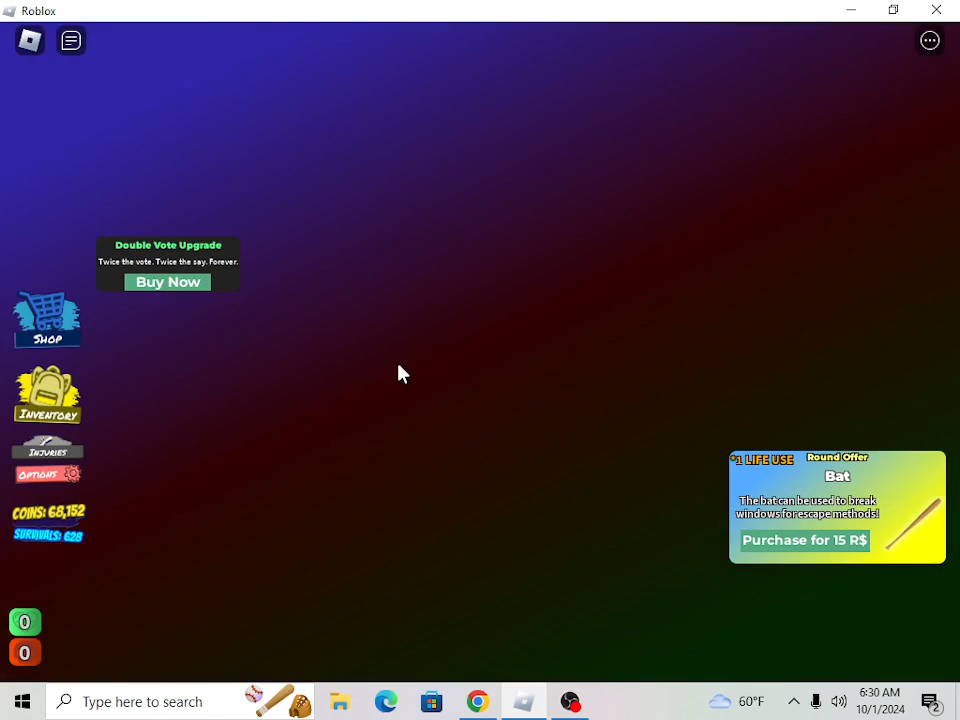 Roblox
Double Vote Upgrade
Twice the vote. Twice the say. Forever.
Buy Now
SHOP
INVENTORY
INJURIES
OPTIONS
COINS: 68,152
SURVIVALS: 628
*1 LIFE USE
Round Offer
Bat
The bat can be used to break
windows for escape methods!
Purchase for 15 R$
0
0
Type here to search
60°F
6:30 AM
10/1/2024
2